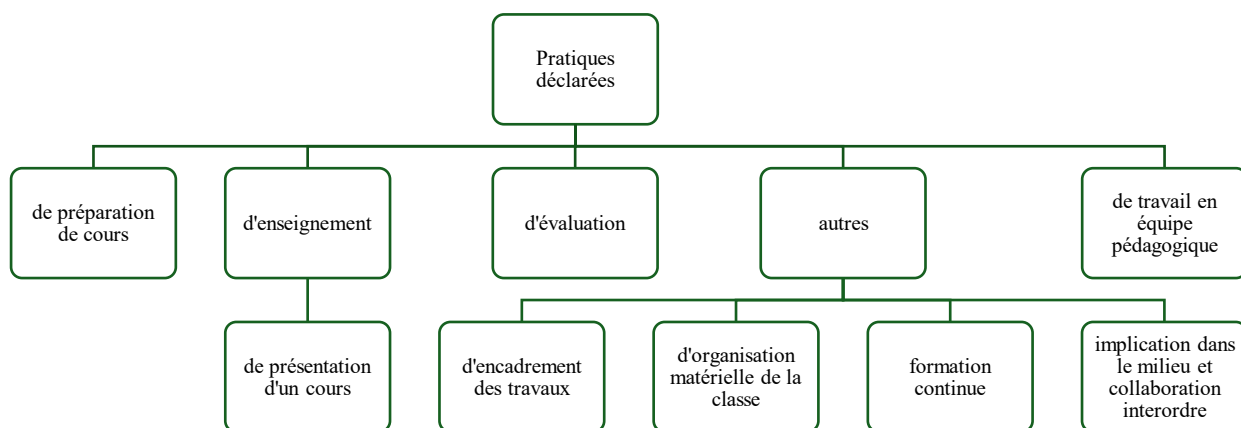 Pratiques
déclarées
de préparation
de cours
d'enseignement
d'évaluation
autres
de travail en
équipe
pédagogique
de présentation
d'un cours
d'encadrement
des travaux
d'organisation
matérielle de la
classe
formation
continue
implication dans
le milieu et
collaboration
interordre